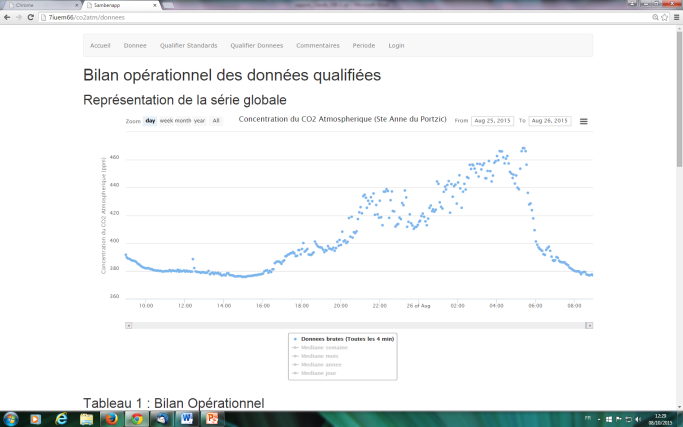 Chrome
Sambenapp
7iuem66/co2atm/donnees
Accueil Donnee Qualifier Standards Qualifier Donnees Commentaires Periode Login
Bilan opérationnel des données qualifiées
Représentation de la série globale
Zoom day week month year All Concentration du CO2 Atmospherique (Ste Anne du Portzic) From Aug 25, 2015 To Aug 26, 2015
Concentration du CO2 Atmospherique (ppm)
460
440
420
400
380
360
10:00 12:00 14:00 16:00 18:00 20:00 22:00 26 of Aug 02:00 04:00 06:00 08:00
Donnees brutes (Toutes les 4 min)
Mediane semaine
Mediane mois
Mediane annee
Mediane jour
Tableau 1 : Bilan Opérationnel
FR 12:29
08/10/2015